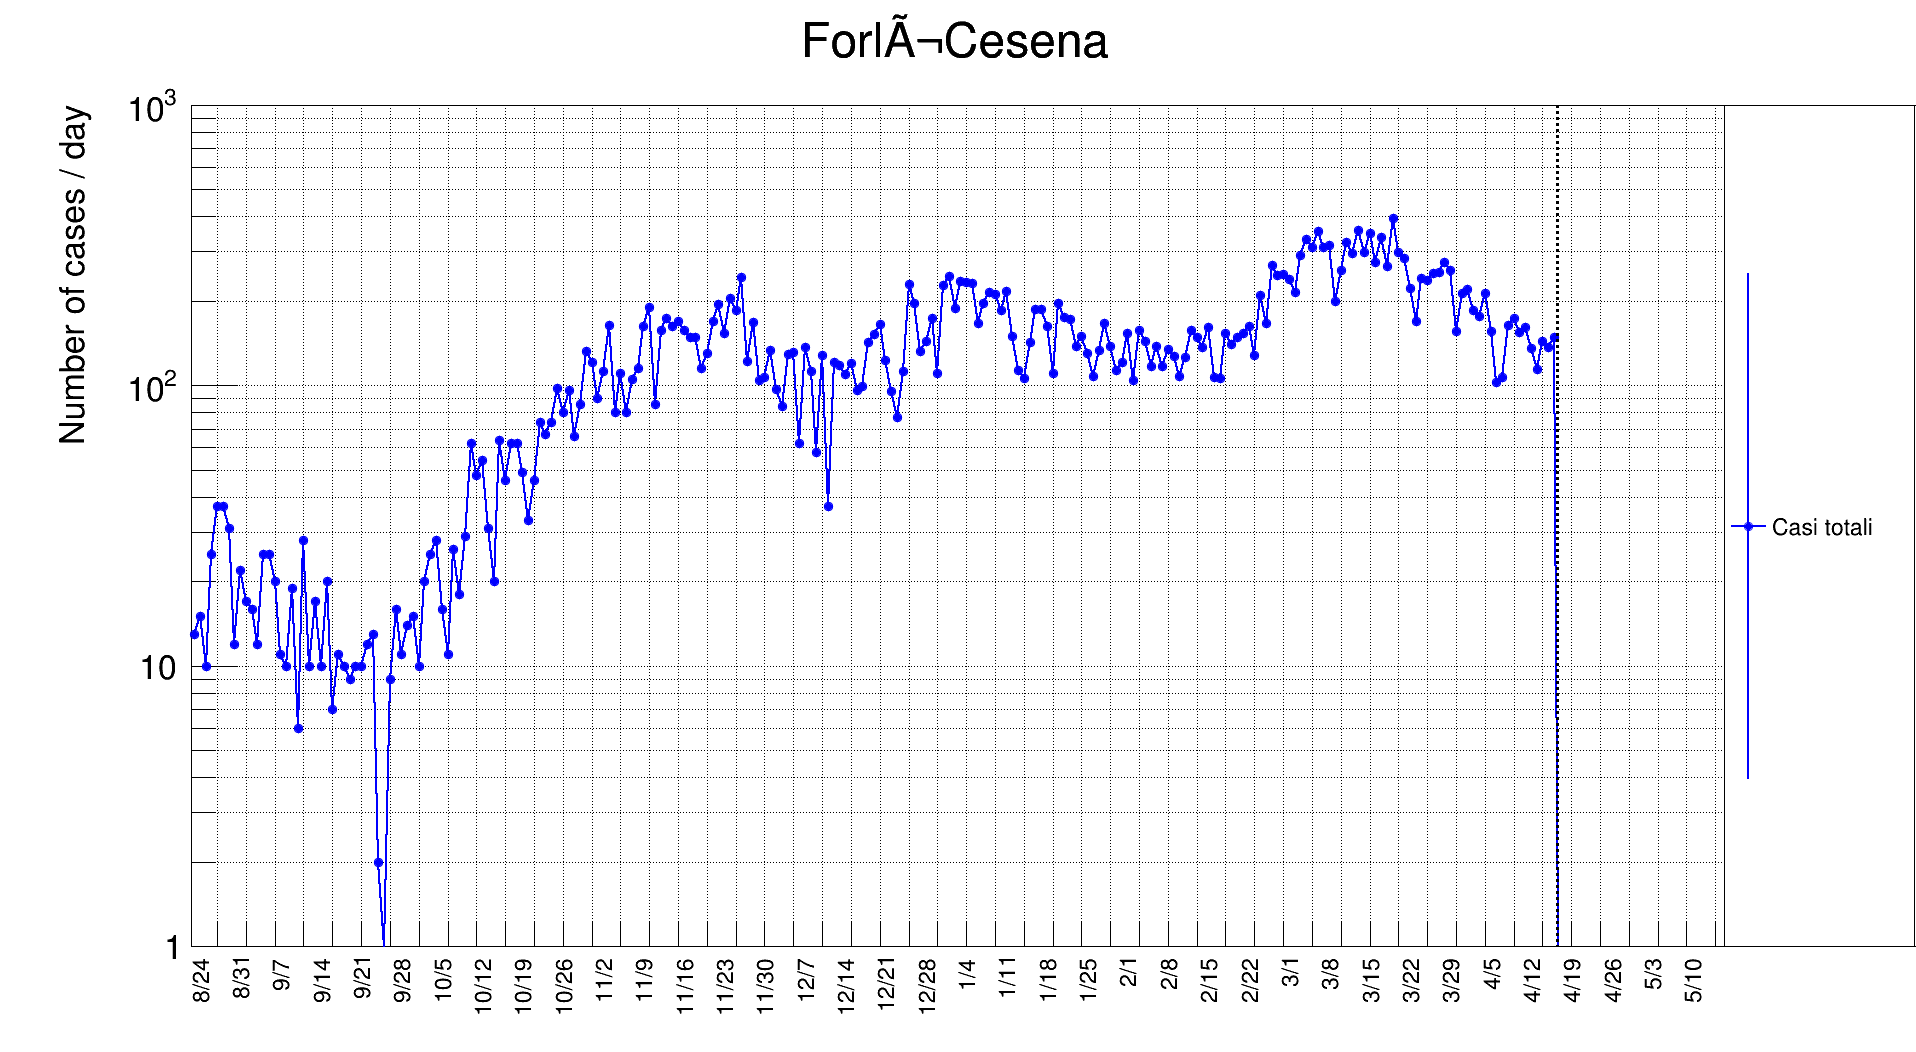 ForlÃ¬Cesena
Number of cases / day
10³
10²
10
1
8/24 8/31 9/7 9/14 9/21 9/28 10/5 10/12 10/19 10/26 11/2 11/9 11/16 11/23 11/30 12/7 12/14 12/21 12/28 1/4 1/11 1/18 1/25 2/1 2/8 2/15 2/22 3/1 3/8 3/15 3/22 3/29 4/5 4/12 4/19 4/26 5/3 5/10
Casi totali